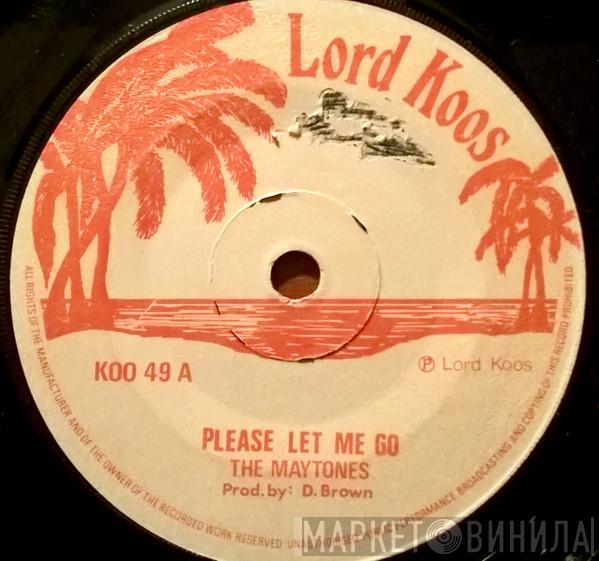 Lord Koos
KOO 49 A
℗ Lord Koos
PLEASE LET ME GO
THE MAYTONES
Prod. by: D. Brown
ALL RIGHTS OF THE MANUFACTURER AND OF THE OWNER OF THE RECORDED WORK RESERVED UNAUTHORISED PUBLIC PERFORMANCE BROADCASTING AND COPYING OF THIS RECORD PROHIBITED
МАРКЕТ ВИНИЛА